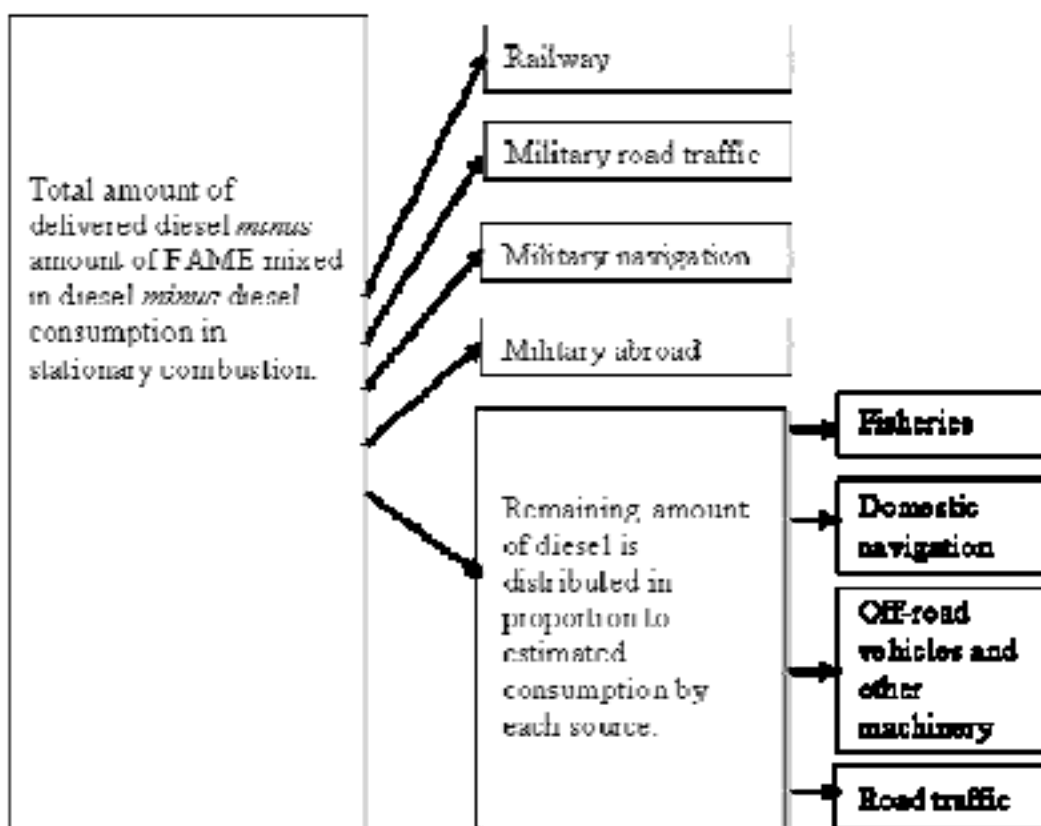 Total amount of
delivered diesel minus
amount of FAME mixed
in diesel minus diesel
consumption in
stationary combustion.
Railway
Military road traffic
Military navigation
Military abroad
Remaining amount
of diesel is
distributed in
proportion to
estimated
consumption by
each source.
Fisheries
Domestic
navigation
Off-road
vehicles and
other
machinery
Road traffic